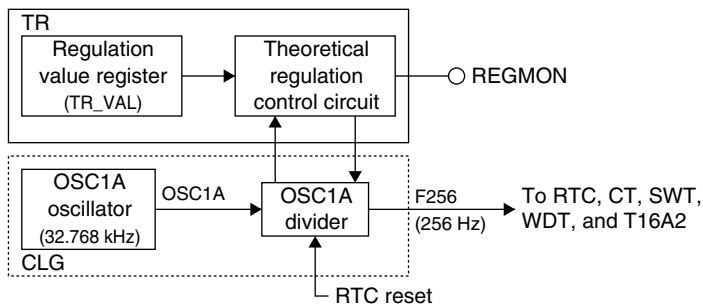 TR
Regulation
value register
(TR_VAL)
Theoretical
regulation
control circuit
REGMON
OSC1A
oscillator
(32.768 kHz)
OSC1A
OSC1A
divider
F256
(256 Hz)
To RTC, CT, SWT,
WDT, and T16A2
CLG
RTC reset